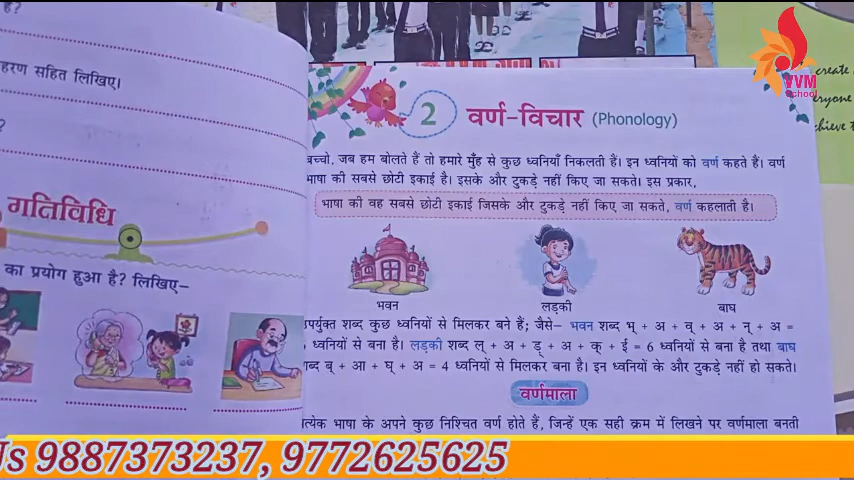 है?
हरण सहित लिखिए।
?
गतिविधि
का प्रयोग हुआ है? लिखिए–
2 वर्ण-विचार (Phonology)
बच्चो, जब हम बोलते हैं तो हमारे मुँह से कुछ ध्वनियाँ निकलती हैं। इन ध्वनियों को वर्ण कहते हैं। वर्ण
भाषा की सबसे छोटी इकाई है। इसके और टुकड़े नहीं किए जा सकते। इस प्रकार,
भाषा की वह सबसे छोटी इकाई जिसके और टुकड़े नहीं किए जा सकते, वर्ण कहलाती है।
भवन
लड़की
बाघ
उपर्युक्त शब्द कुछ ध्वनियों से मिलकर बने हैं; जैसे– भवन शब्द भ् + अ + व् + अ + न् + अ =
ध्वनियों से बना है। लड़की शब्द ल् + अ + ड़् + अ + क् + ई = 6 ध्वनियों से बना है तथा बाघ
शब्द ब् + आ + घ् + अ = 4 ध्वनियों से मिलकर बना है। इन ध्वनियों के और टुकड़े नहीं हो सकते।
वर्णमाला
त्येक भाषा के अपने कुछ निश्चित वर्ण होते हैं, जिन्हें एक सही क्रम में लिखने पर वर्णमाला बनती
VVM
School
create
eryone
chieve
Us 9887373237, 9772625625